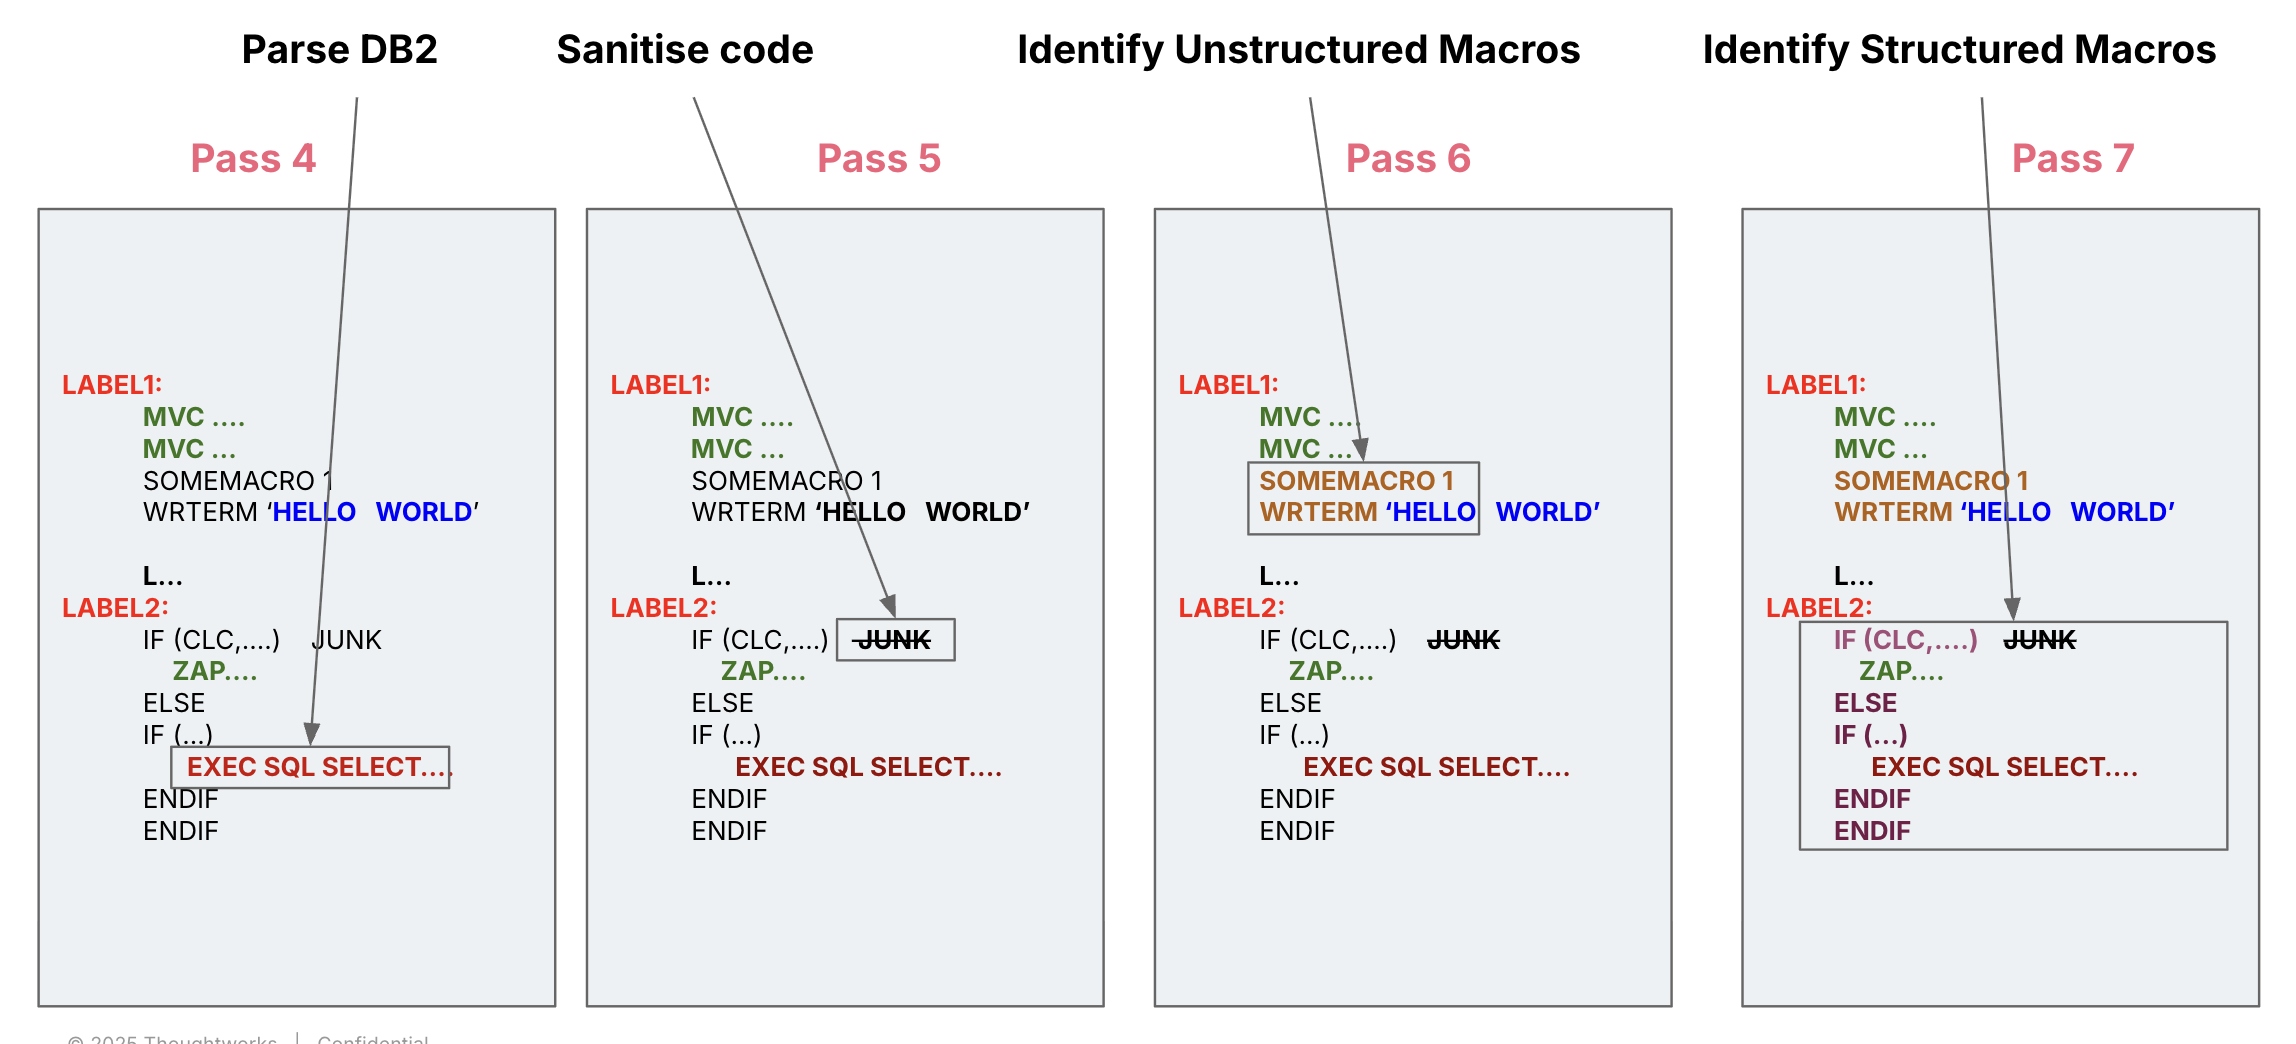 Parse DB2
Sanitise code
Identify Unstructured Macros
Identify Structured Macros
Pass 4
Pass 5
Pass 6
Pass 7
LABEL1:
MVC ....
MVC ...
SOMEMACRO 1
WRTERM ‘HELLO WORLD’
L...
LABEL2:
IF (CLC,....) JUNK
ZAP....
ELSE
IF (...)
EXEC SQL SELECT....
ENDIF
ENDIF
LABEL1:
MVC ....
MVC ...
SOMEMACRO 1
WRTERM ‘HELLO WORLD’
L...
LABEL2:
IF (CLC,....) JUNK
ZAP....
ELSE
IF (...)
EXEC SQL SELECT....
ENDIF
ENDIF
LABEL1:
MVC ....
MVC ...
SOMEMACRO 1
WRTERM ‘HELLO WORLD’
L...
LABEL2:
IF (CLC,....) JUNK
ZAP....
ELSE
IF (...)
EXEC SQL SELECT....
ENDIF
ENDIF
LABEL1:
MVC ....
MVC ...
SOMEMACRO 1
WRTERM ‘HELLO WORLD’
L...
LABEL2:
IF (CLC,....) JUNK
ZAP....
ELSE
IF (...)
EXEC SQL SELECT....
ENDIF
ENDIF
© 2025 Thoughtworks | Confidential